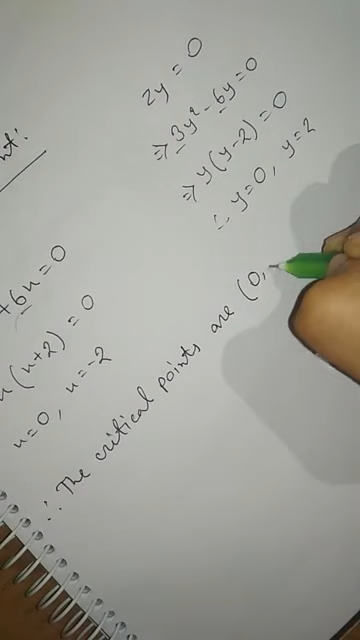 nt:
+6x=0
x(x+2)=0
x=0, x=-2
2y=0
⇒3y²-6y=0
⇒y(y-2)=0
∴ y=0, y=2
∴ The critical points are (0,